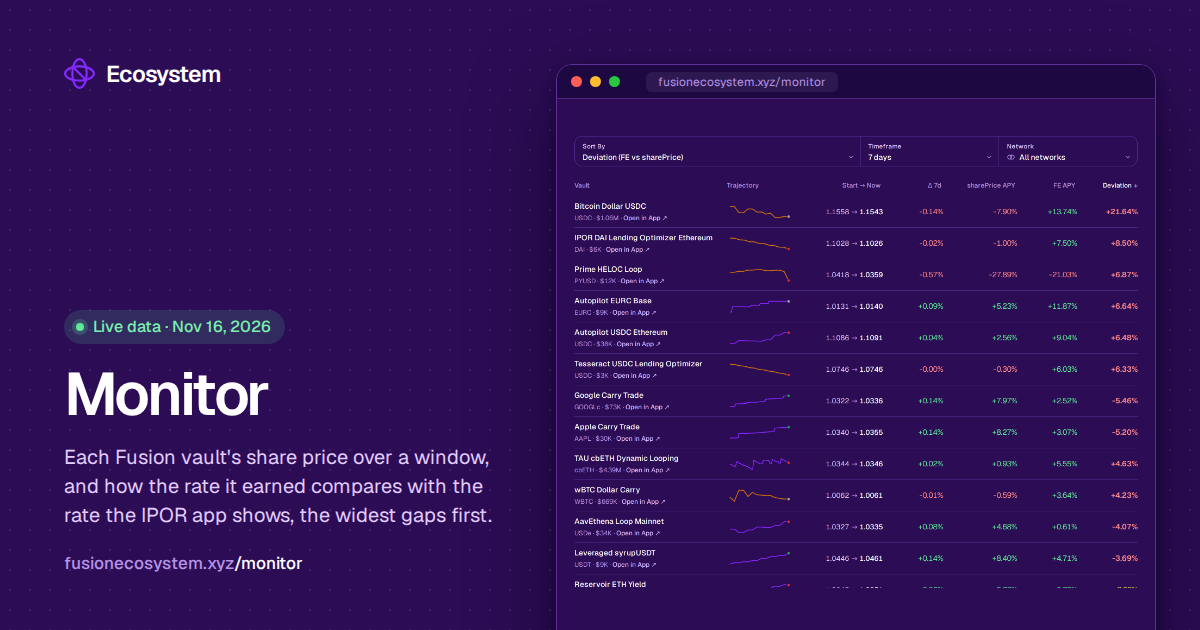 Ecosystem
Live data · Nov 16, 2026
Monitor
Each Fusion vault's share price over a window,
and how the rate it earned compares with the
rate the IPOR app shows, the widest gaps first.
fusionecosystem.xyz/monitor
fusionecosystem.xyz/monitor
Sort By Timeframe Network
Deviation (FE vs sharePrice) 7 days All networks
Vault Trajectory Start → Now Δ 7d sharePrice APY FE APY Deviation ↓
Bitcoin Dollar USDC 1.1558 → 1.1543 -0.14% -7.90% +13.74% +21.64%
USDC · $1.06M · Open in App ↗
IPOR DAI Lending Optimizer Ethereum 1.1028 → 1.1026 -0.02% -1.00% +7.50% +8.50%
DAI · $6K · Open in App ↗
Prime HELOC Loop 1.0418 → 1.0359 -0.57% -27.89% -21.03% +6.87%
PYUSD · $12K · Open in App ↗
Autopilot EURC Base 1.0131 → 1.0140 +0.09% +5.23% +11.87% +6.64%
EURC · $9K · Open in App ↗
Autopilot USDC Ethereum 1.1086 → 1.1091 +0.04% +2.56% +9.04% +6.48%
USDC · $38K · Open in App ↗
Tesseract USDC Lending Optimizer 1.0746 → 1.0746 -0.00% -0.30% +6.03% +6.33%
USDC · $3K · Open in App ↗
Google Carry Trade 1.0322 → 1.0336 +0.14% +7.97% +2.52% -5.46%
GOOGLc · $73K · Open in App ↗
Apple Carry Trade 1.0340 → 1.0355 +0.14% +8.27% +3.07% -5.20%
AAPL · $30K · Open in App ↗
TAU cbETH Dynamic Looping 1.0344 → 1.0346 +0.02% +0.93% +5.55% +4.63%
cbETH · $4.39M · Open in App ↗
wBTC Dollar Carry 1.0062 → 1.0061 -0.01% -0.59% +3.64% +4.23%
WBTC · $669K · Open in App ↗
AavEthena Loop Mainnet 1.0327 → 1.0335 +0.08% +4.68% +0.61% -4.07%
USDe · $34K · Open in App ↗
Leveraged syrupUSDT 1.0446 → 1.0461 +0.14% +8.40% +4.71% -3.69%
USDT · $9K · Open in App ↗
Reservoir ETH Yield